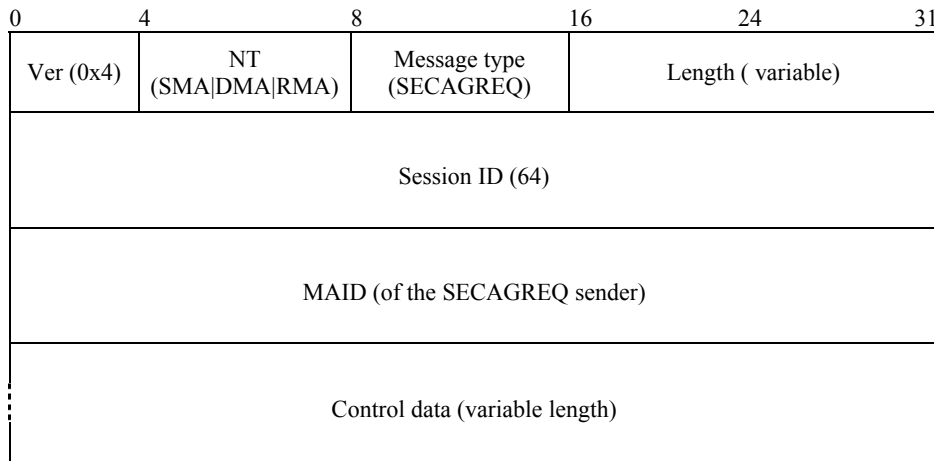 0 4 8 16 24 31
Ver (0x4)
NT
(SMA|DMA|RMA)
Message type
(SECAGREQ)
Length ( variable)
Session ID (64)
MAID (of the SECAGREQ sender)
Control data (variable length)